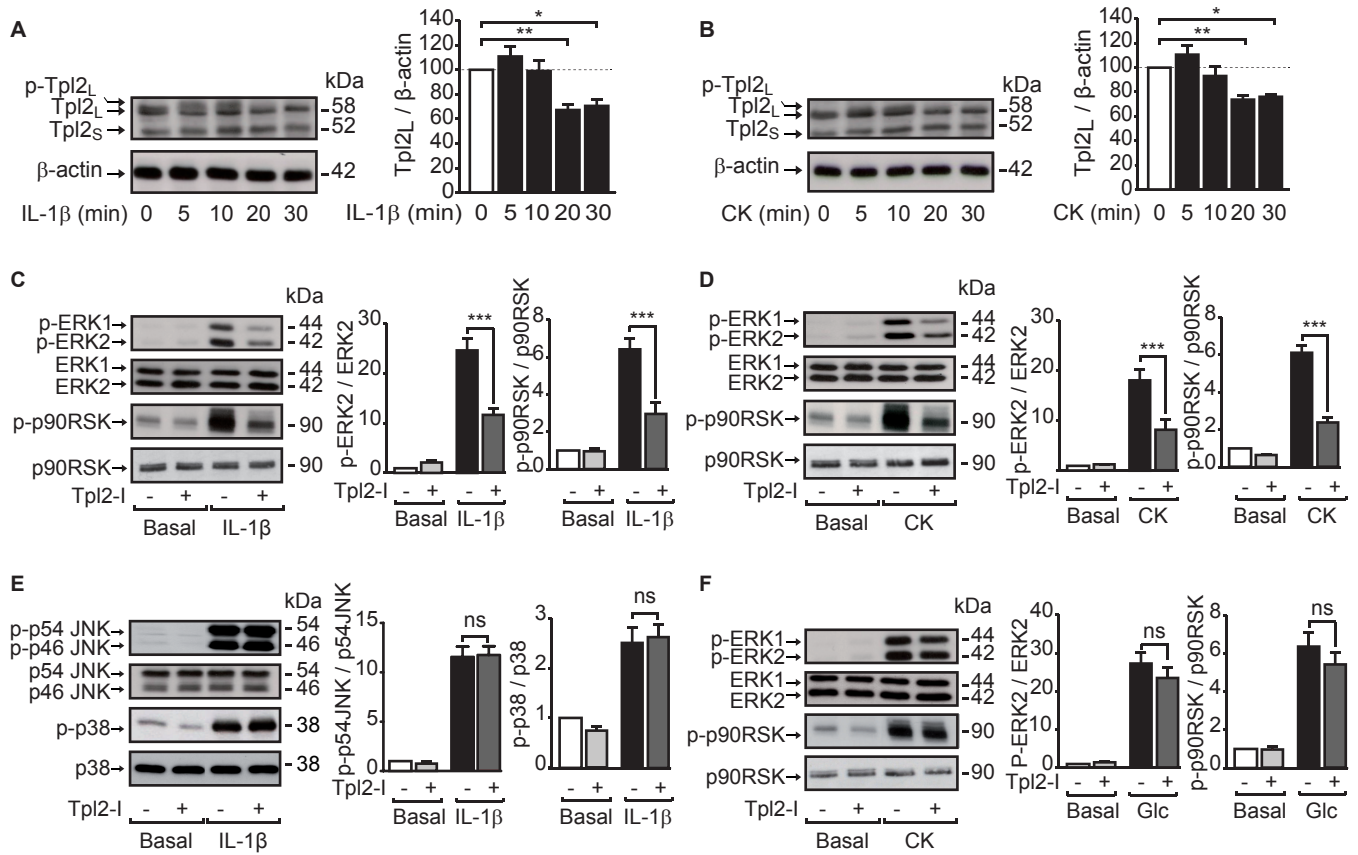 A
p-Tpl2L
Tpl2L
Tpl2S
kDa
58
52
β-actin
42
IL-1β (min) 0 5 10 20 30
Tpl2L / β-actin
140
120
100
80
60
40
20
0
*
**
IL-1β (min) 0 5 10 20 30
B
p-Tpl2L
Tpl2L
Tpl2S
kDa
58
52
β-actin
42
CK (min) 0 5 10 20 30
Tpl2L / β-actin
140
120
100
80
60
40
20
0
*
**
CK (min) 0 5 10 20 30
C
kDa
p-ERK1 44
p-ERK2 42
ERK1 44
ERK2 42
p-p90RSK 90
p90RSK 90
Tpl2-I - + - +
Basal IL-1β
p-ERK2 / ERK2
30
20
10
0
***
- + - +
Basal IL-1β
p-p90RSK / p90RSK
8
6
4
2
0
***
- + - +
Basal IL-1β
D
kDa
p-ERK1 44
p-ERK2 42
ERK1 44
ERK2 42
p-p90RSK 90
p90RSK 90
Tpl2-I - + - +
Basal CK
p-ERK2 / ERK2
30
20
10
0
***
Tpl2-I - + - +
Basal CK
p-p90RSK / p90RSK
8
6
4
2
0
***
- + - +
Basal CK
E
kDa
p-p54 JNK 54
p-p46 JNK 46
p54 JNK 54
p46 JNK 46
p-p38 38
p38 38
Tpl2-I - + - +
Basal IL-1β
p-p54JNK / p54JNK
15
10
5
0
ns
Tpl2-I - + - +
Basal IL-1β
p-p38 / p38
3
2
1
0
ns
- + - +
Basal IL-1β
F
kDa
p-ERK1 44
p-ERK2 42
ERK1 44
ERK2 42
p-p90RSK 90
p90RSK 90
Tpl2-I - + - +
Basal CK
P-ERK2 / ERK2
40
30
20
10
0
ns
Tpl2-I - + - +
Basal Glc
p-p90RSK / p90RSK
8
6
4
2
0
ns
- + - +
Basal Glc